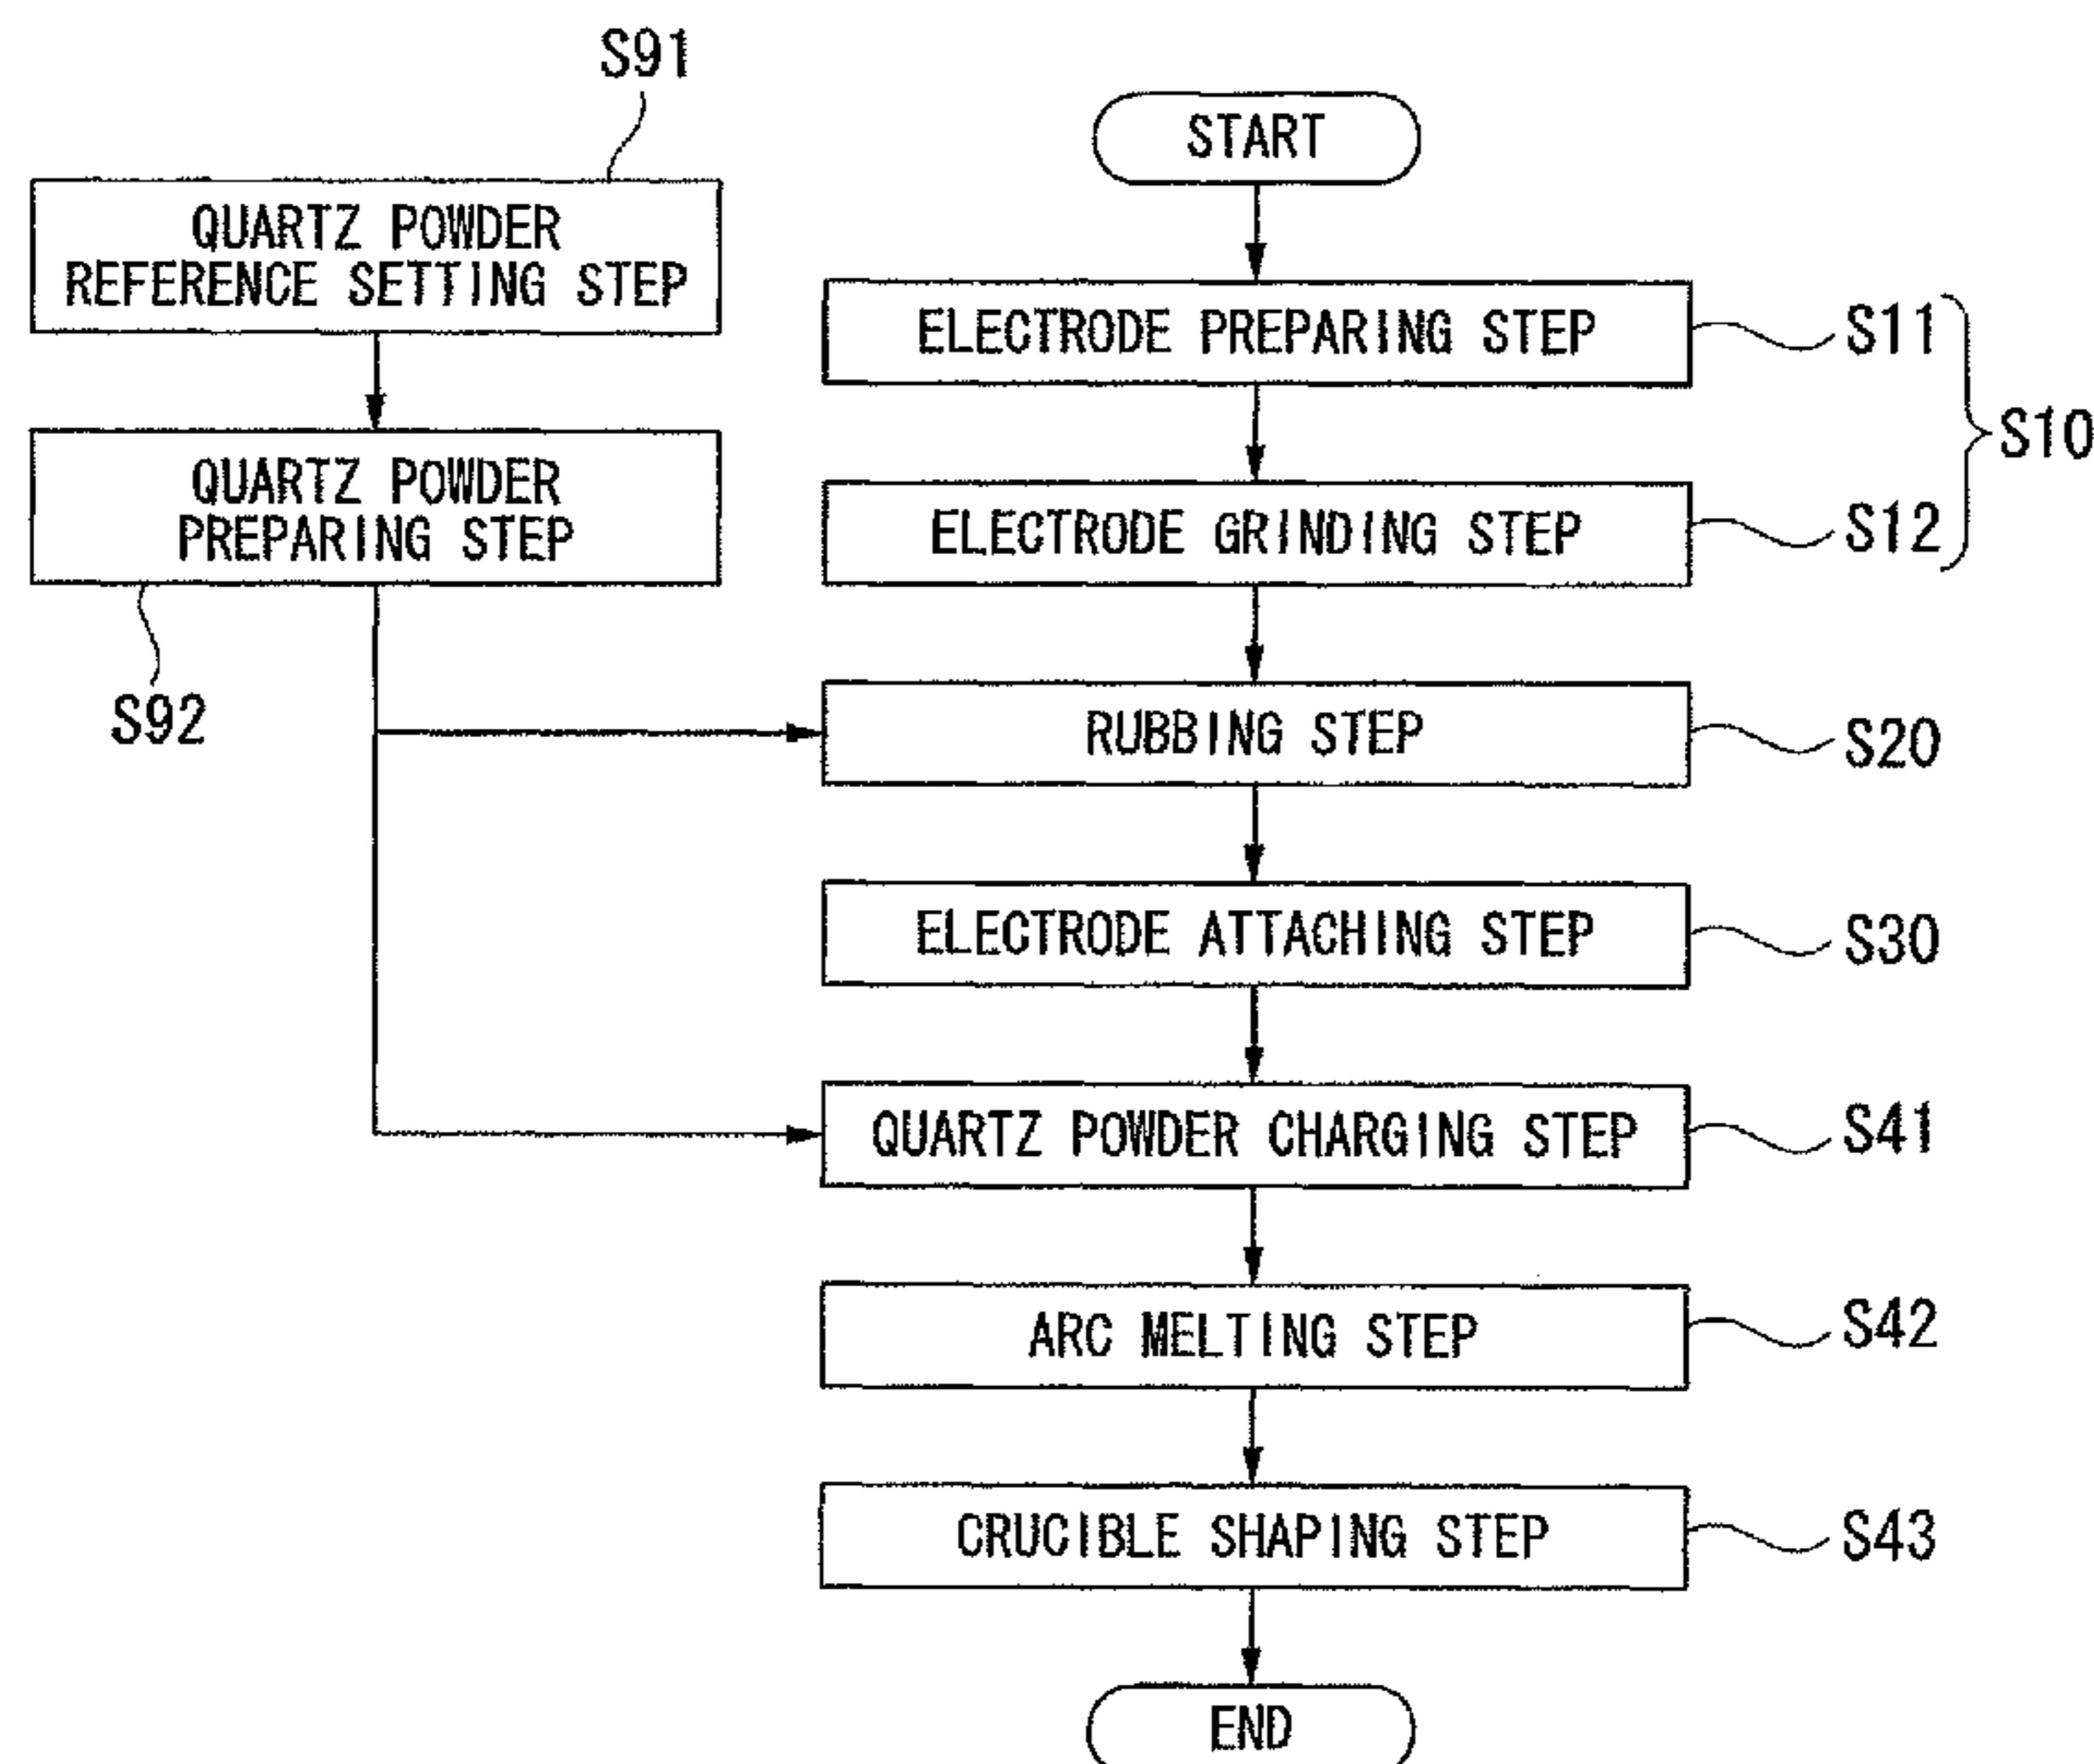 S91
START
QUARTZ POWDER
REFERENCE SETTING STEP
ELECTRODE PREPARING STEP
S11
S10
QUARTZ POWDER
PREPARING STEP
ELECTRODE GRINDING STEP
S12
S92
RUBBING STEP
S20
ELECTRODE ATTACHING STEP
S30
QUARTZ POWDER CHARGING STEP
S41
ARC MELTING STEP
S42
CRUCIBLE SHAPING STEP
S43
END